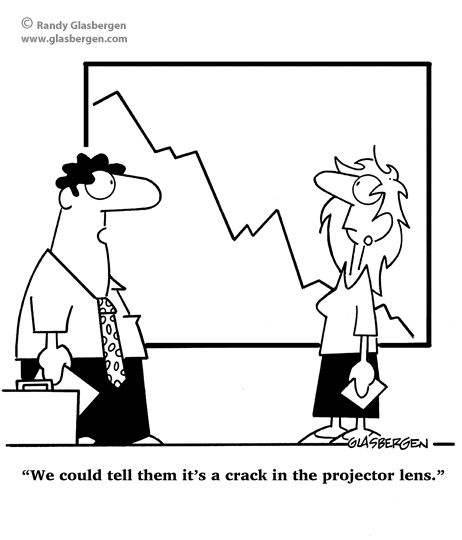 © Randy Glasbergen
www.glasbergen.com
GLASBERGEN
“We could tell them it’s a crack in the projector lens.”